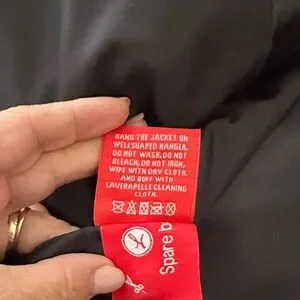 HANG THE JACKET ON
WELLSHAPED HANGER,
DO NOT WASH, DO NOT
BLEACH, DO NOT IRON,
WIPE WITH DRY CLOTH.
AND BUFF WITH
LAVERAPELLE CLEANING
CLOTH.
Spare b